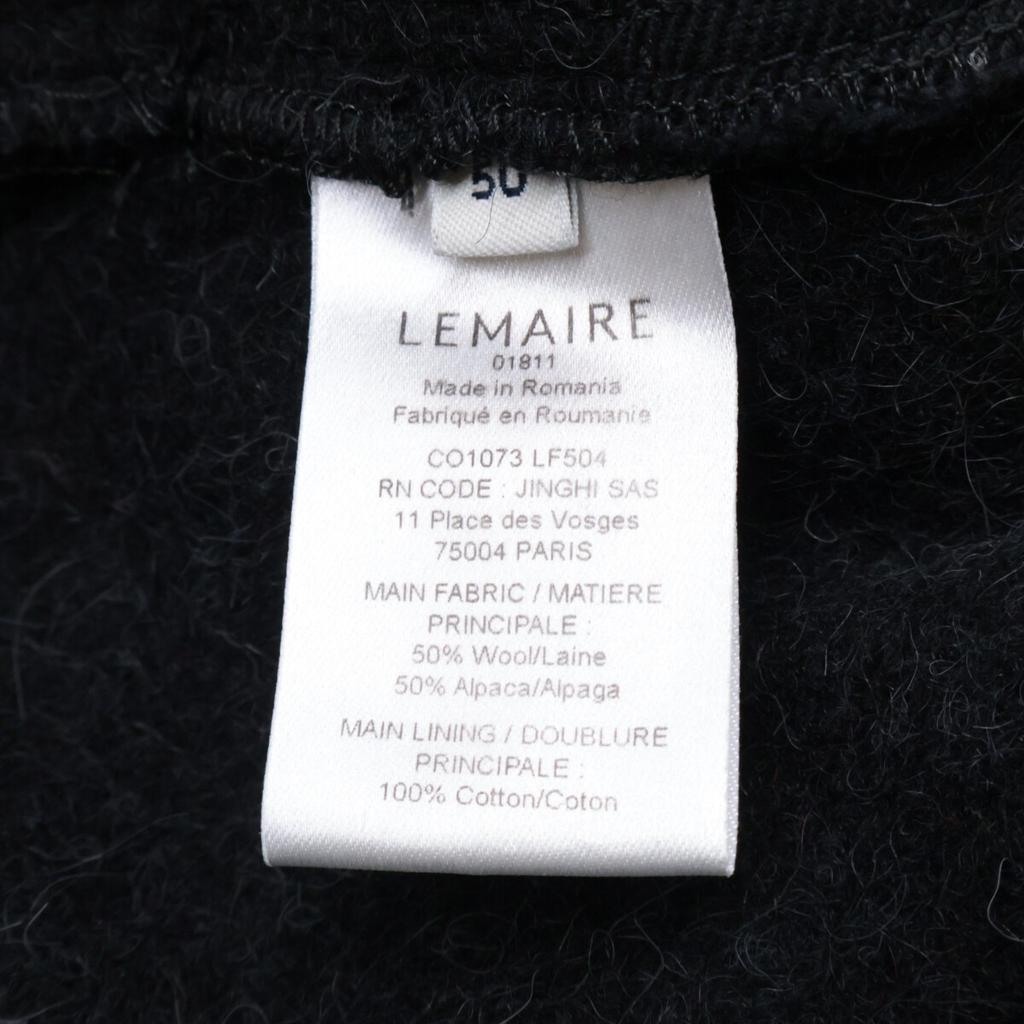 50
LEMAIRE
01811
Made in Romania
Fabriqué en Roumanie
CO1073 LF504
RN CODE : JINGHI SAS
11 Place des Vosges
75004 PARIS
MAIN FABRIC / MATIERE
PRINCIPALE :
50% Wool/Laine
50% Alpaca/Alpaga
MAIN LINING / DOUBLURE
PRINCIPALE :
100% Cotton/Coton